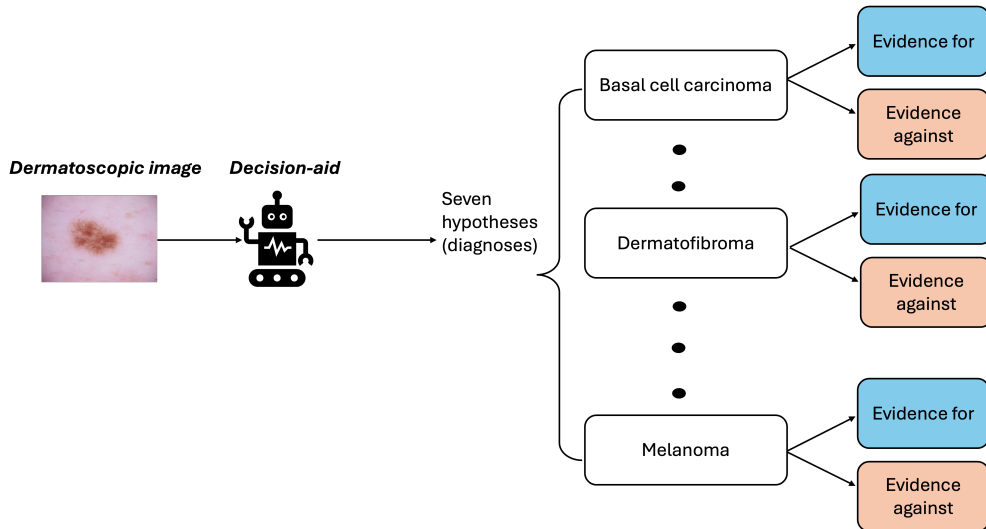 Dermatoscopic image
Decision-aid
Seven
hypotheses
(diagnoses)
Basal cell carcinoma
Evidence for
Evidence
against
Dermatofibroma
Evidence for
Evidence
against
Melanoma
Evidence for
Evidence
against